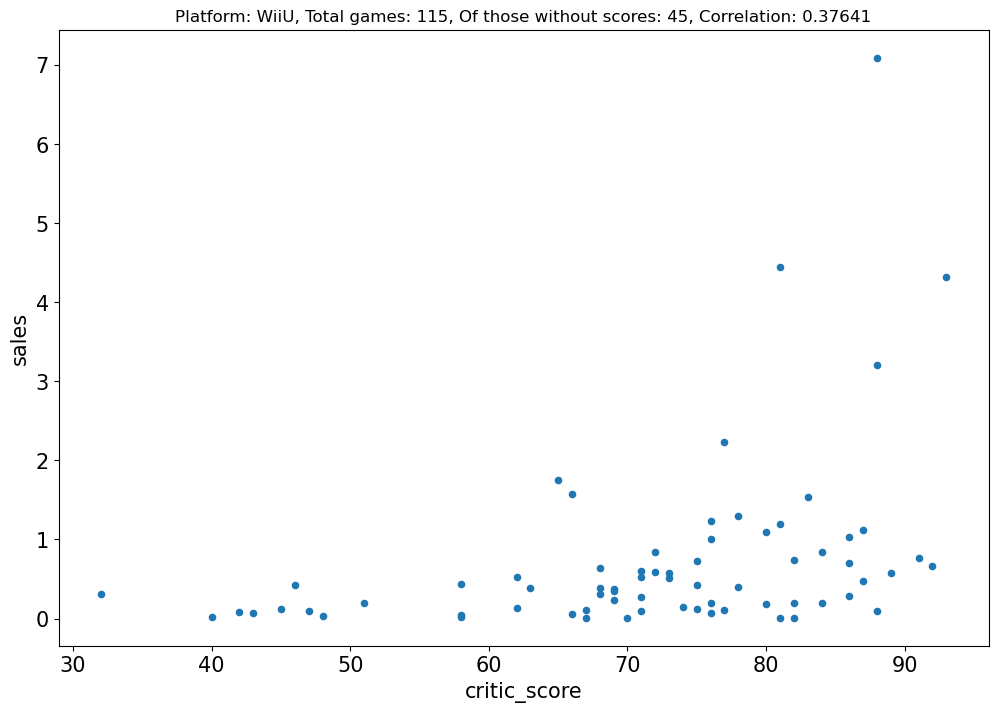 Platform: WiiU, Total games: 115, Of those without scores: 45, Correlation: 0.37641
7
6
5
4
3
2
1
0
sales
30 40 50 60 70 80 90
critic_score